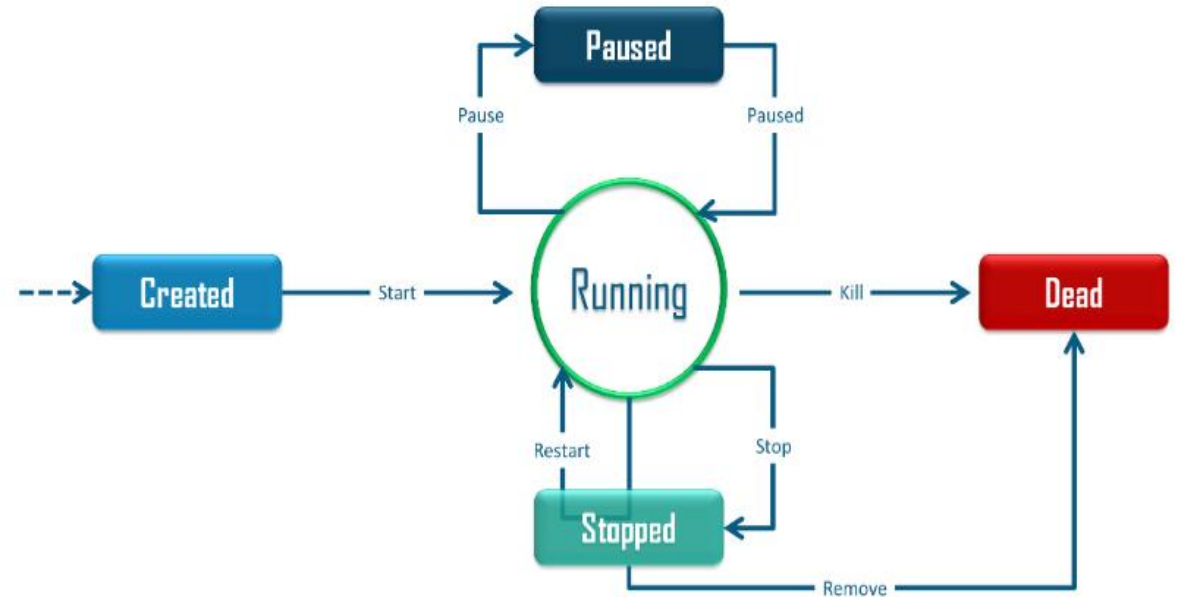 Paused
Pause
Paused
Created
Start
Running
Kill
Dead
Restart
Stop
Stopped
Remove